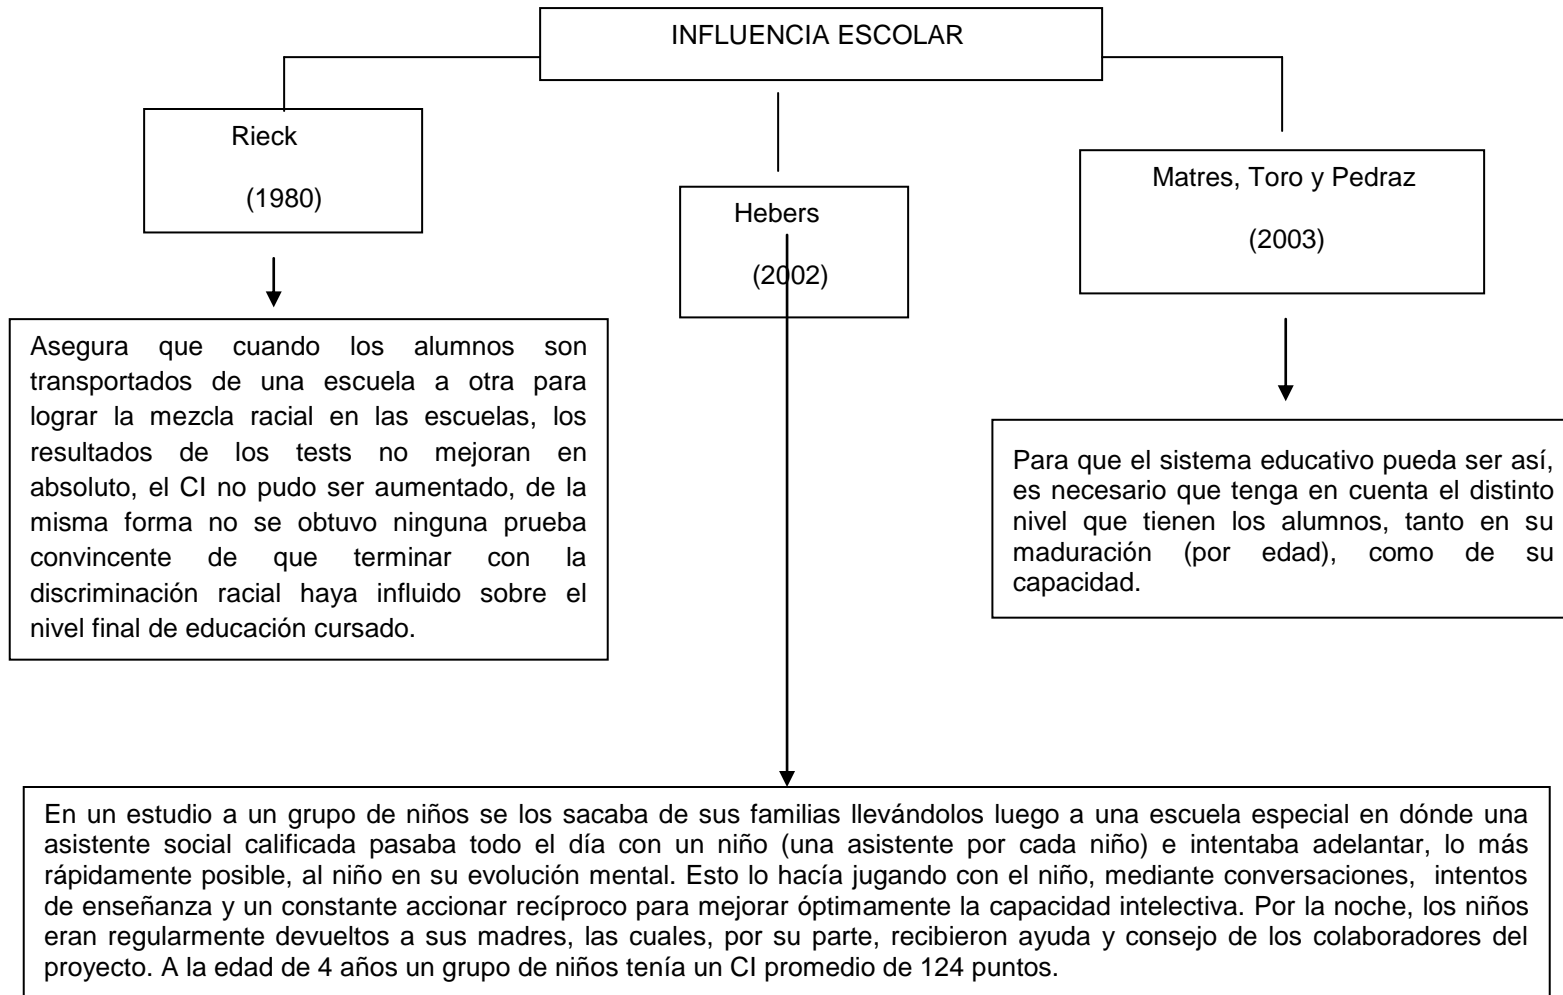 INFLUENCIA ESCOLAR
Rieck
(1980)
Hebers
(2002)
Matres, Toro y Pedraz
(2003)
Asegura que cuando los alumnos son
transportados de una escuela a otra para
lograr la mezcla racial en las escuelas, los
resultados de los tests no mejoran en
absoluto, el CI no pudo ser aumentado, de la
misma forma no se obtuvo ninguna prueba
convincente de que terminar con la
discriminación racial haya influido sobre el
nivel final de educación cursado.
Para que el sistema educativo pueda ser así,
es necesario que tenga en cuenta el distinto
nivel que tienen los alumnos, tanto en su
maduración (por edad), como de su
capacidad.
En un estudio a un grupo de niños se los sacaba de sus familias llevándolos luego a una escuela especial en dónde una
asistente social calificada pasaba todo el día con un niño (una asistente por cada niño) e intentaba adelantar, lo más
rápidamente posible, al niño en su evolución mental. Esto lo hacía jugando con el niño, mediante conversaciones, intentos
de enseñanza y un constante accionar recíproco para mejorar óptimamente la capacidad intelectiva. Por la noche, los niños
eran regularmente devueltos a sus madres, las cuales, por su parte, recibieron ayuda y consejo de los colaboradores del
proyecto. A la edad de 4 años un grupo de niños tenía un CI promedio de 124 puntos.